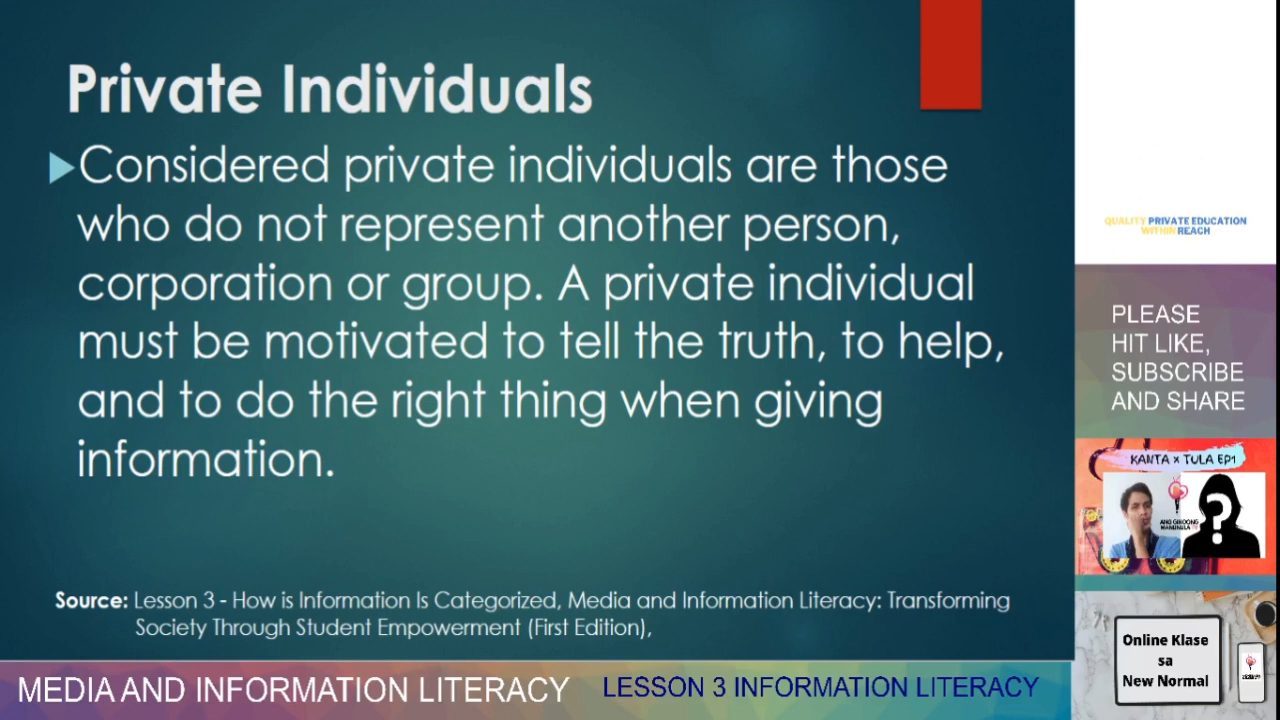 Private Individuals
Considered private individuals are those
who do not represent another person,
corporation or group. A private individual
must be motivated to tell the truth, to help,
and to do the right thing when giving
information.
Source: Lesson 3 - How is Information Is Categorized, Media and Information Literacy: Transforming
Society Through Student Empowerment (First Edition),
MEDIA AND INFORMATION LITERACY
LESSON 3 INFORMATION LITERACY
QUALITY PRIVATE EDUCATION
WITHIN REACH
PLEASE
HIT LIKE,
SUBSCRIBE
AND SHARE
KANTA x TULA EP1
ANG GINOONG
MANUNULA TV
Online Klase
sa
New Normal